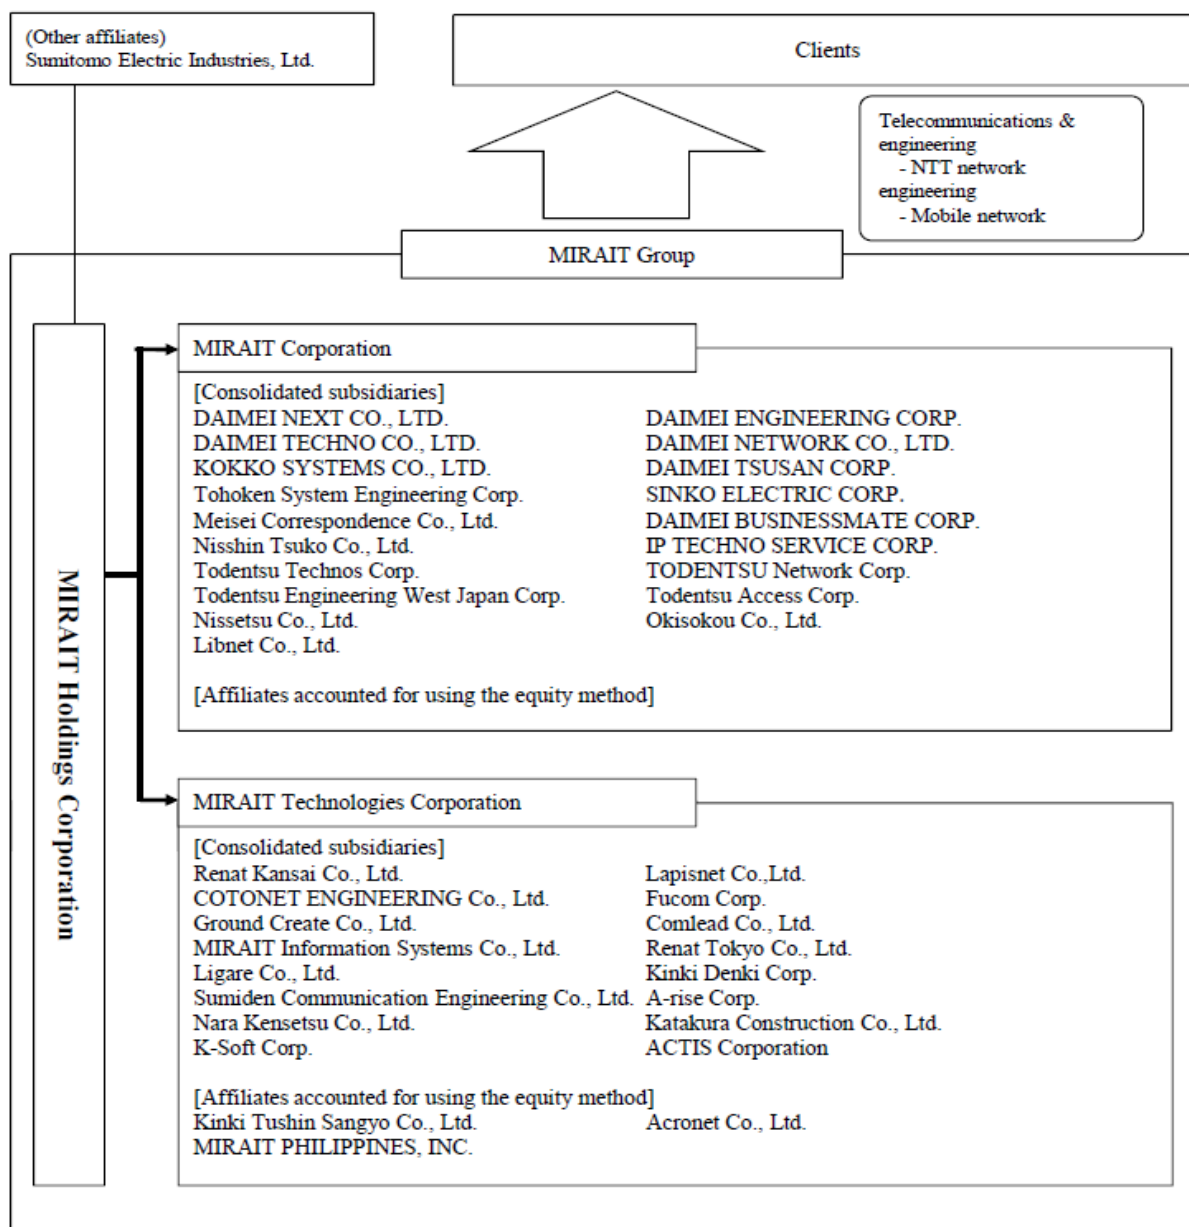 (Other affiliates)
Sumitomo Electric Industries, Ltd.
Clients
Telecommunications &
engineering
- NTT network
engineering
- Mobile network
MIRAIT Group
MIRAIT Holdings Corporation
MIRAIT Corporation
[Consolidated subsidiaries]
DAIMEI NEXT CO., LTD. DAIMEI ENGINEERING CORP.
DAIMEI TECHNO CO., LTD. DAIMEI NETWORK CO., LTD.
KOKKO SYSTEMS CO., LTD. DAIMEI TSUSAN CORP.
Tohoken System Engineering Corp. SINKO ELECTRIC CORP.
Meisei Correspondence Co., Ltd. DAIMEI BUSINESSMATE CORP.
Nisshin Tsuko Co., Ltd. IP TECHNO SERVICE CORP.
Todentsu Technos Corp. TODENTSU Network Corp.
Todentsu Engineering West Japan Corp. Todentsu Access Corp.
Nissetsu Co., Ltd. Okisokou Co., Ltd.
Libnet Co., Ltd.
[Affiliates accounted for using the equity method]
MIRAIT Technologies Corporation
[Consolidated subsidiaries]
Renat Kansai Co., Ltd. Lapisnet Co.,Ltd.
COTONET ENGINEERING Co., Ltd. Fucom Corp.
Ground Create Co., Ltd. Comlead Co., Ltd.
MIRAIT Information Systems Co., Ltd. Renat Tokyo Co., Ltd.
Ligare Co., Ltd. Kinki Denki Corp.
Sumiden Communication Engineering Co., Ltd. A-rise Corp.
Nara Kensetsu Co., Ltd. Katakura Construction Co., Ltd.
K-Soft Corp. ACTIS Corporation
[Affiliates accounted for using the equity method]
Kinki Tushin Sangyo Co., Ltd. Acronet Co., Ltd.
MIRAIT PHILIPPINES, INC.